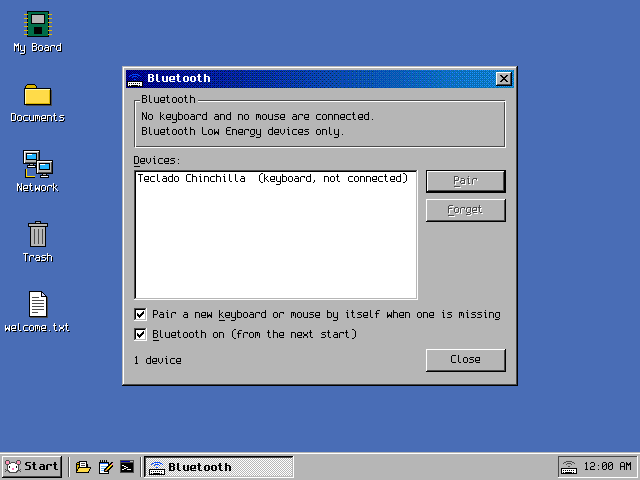 My Board
Documents
Network
Trash
welcome.txt
Bluetooth
Bluetooth
No keyboard and no mouse are connected.
Bluetooth Low Energy devices only.
Devices:
Teclado Chinchilla (keyboard, not connected)
Pair
Forget
Pair a new keyboard or mouse by itself when one is missing
Bluetooth on (from the next start)
1 device
Close
Start
Bluetooth
12:00 AM